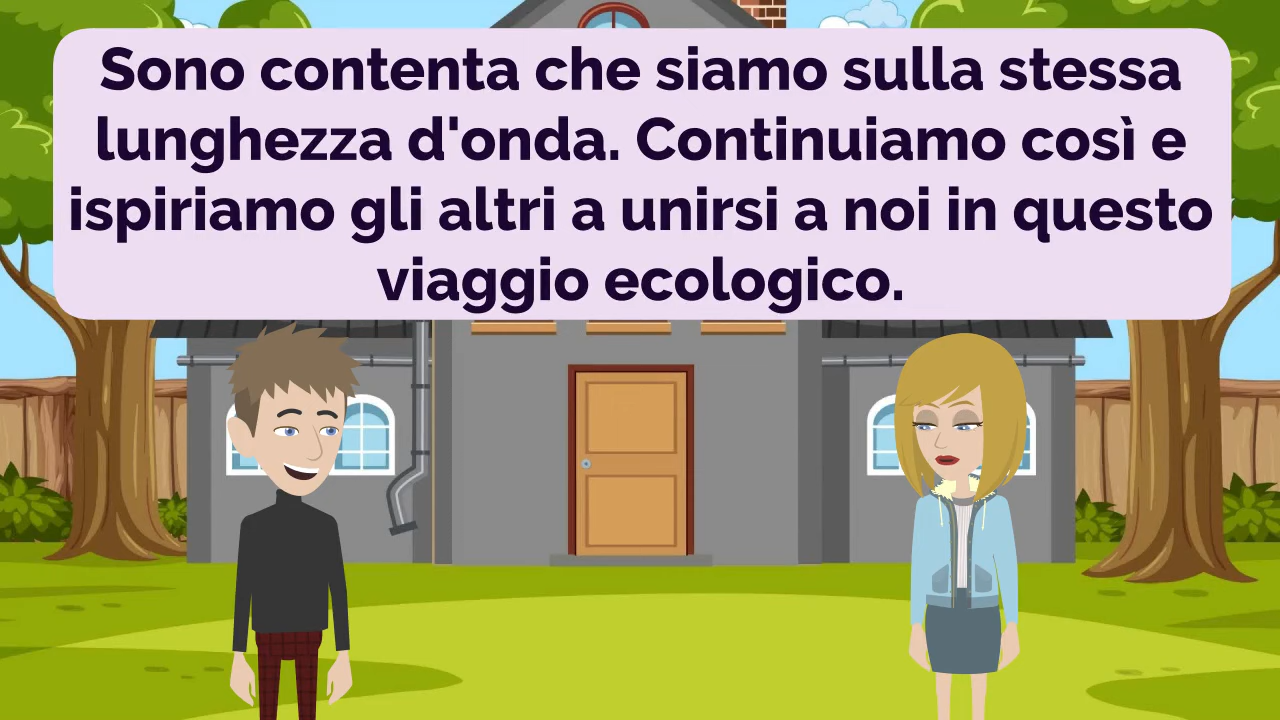 Sono contenta che siamo sulla stessa
lunghezza d'onda. Continuiamo così e
ispiriamo gli altri a unirsi a noi in questo
viaggio ecologico.